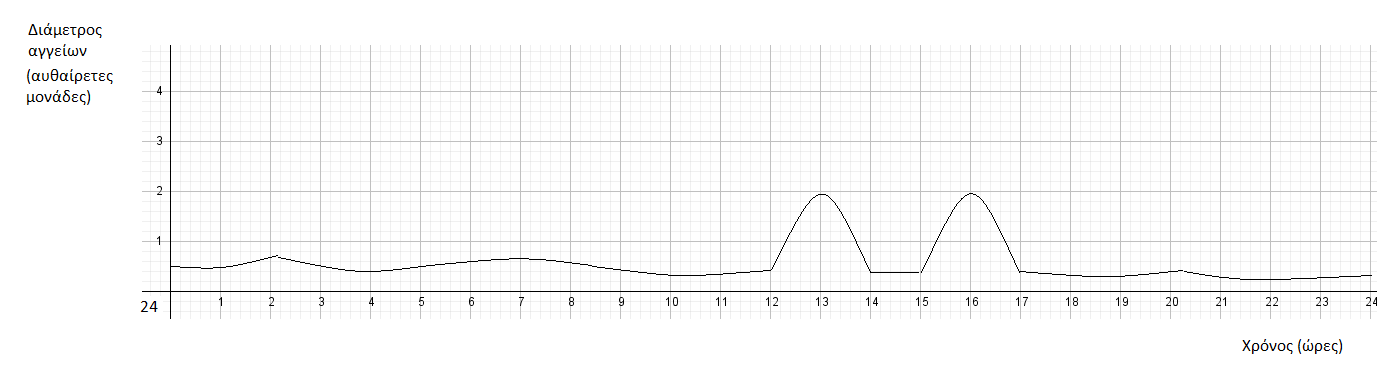 Διάμετρος
αγγείων
(αυθαίρετες
μονάδες)
4
3
2
1
24 1 2 3 4 5 6 7 8 9 10 11 12 13 14 15 16 17 18 19 20 21 22 23 24
Χρόνος (ώρες)